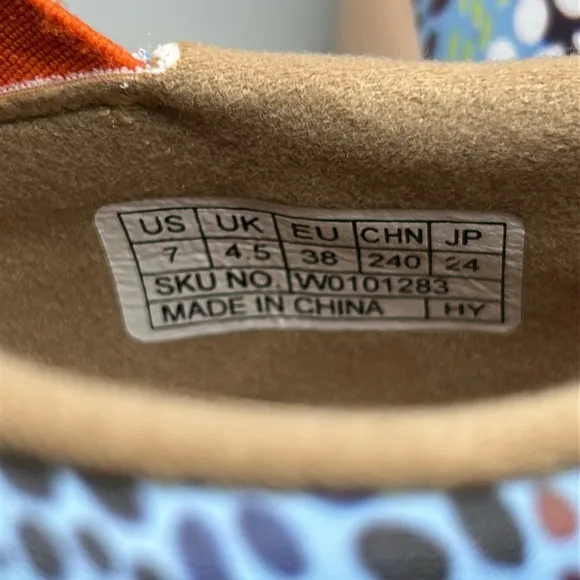 US UK EU CHN JP
7 4.5 38 240 24
SKU NO. W0101283
MADE IN CHINA HY